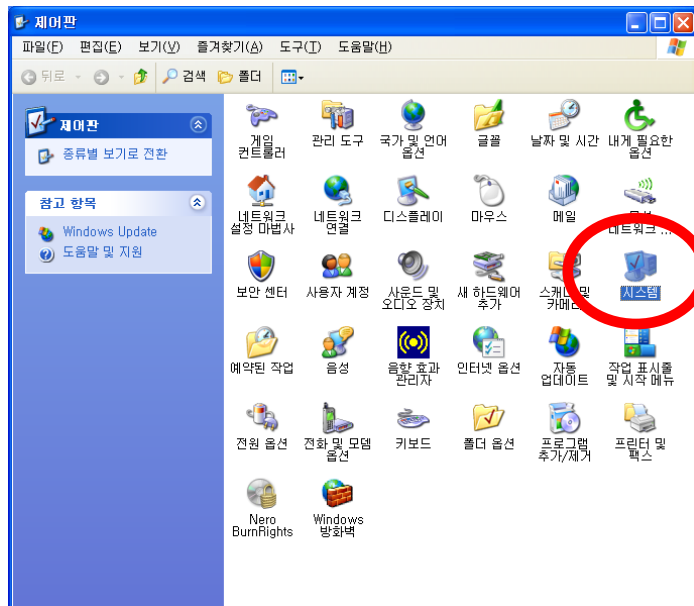 제어판
파일(F) 편집(E) 보기(V) 즐겨찾기(A) 도구(T) 도움말(H)
뒤로 검색 폴더
제어판
종류별 보기로 전환
참고 항목
Windows Update
도움말 및 지원
게임
컨트롤러
관리 도구
국가 및 언어
옵션
글꼴
날짜 및 시간
내게 필요한
옵션
네트워크
설정 마법사
네트워크
연결
디스플레이
마우스
메일
네트워크 ...
보안 센터
사용자 계정
사운드 및
오디오 장치
새 하드웨어
추가
스캐너 및
카메라
시스템
예약된 작업
음성
음향 효과
관리자
인터넷 옵션
자동
업데이트
작업 표시줄
및 시작 메뉴
전원 옵션
전화 및 모뎀
옵션
키보드
폴더 옵션
프로그램
추가/제거
프린터 및
팩스
Nero
BurnRights
Windows
방화벽